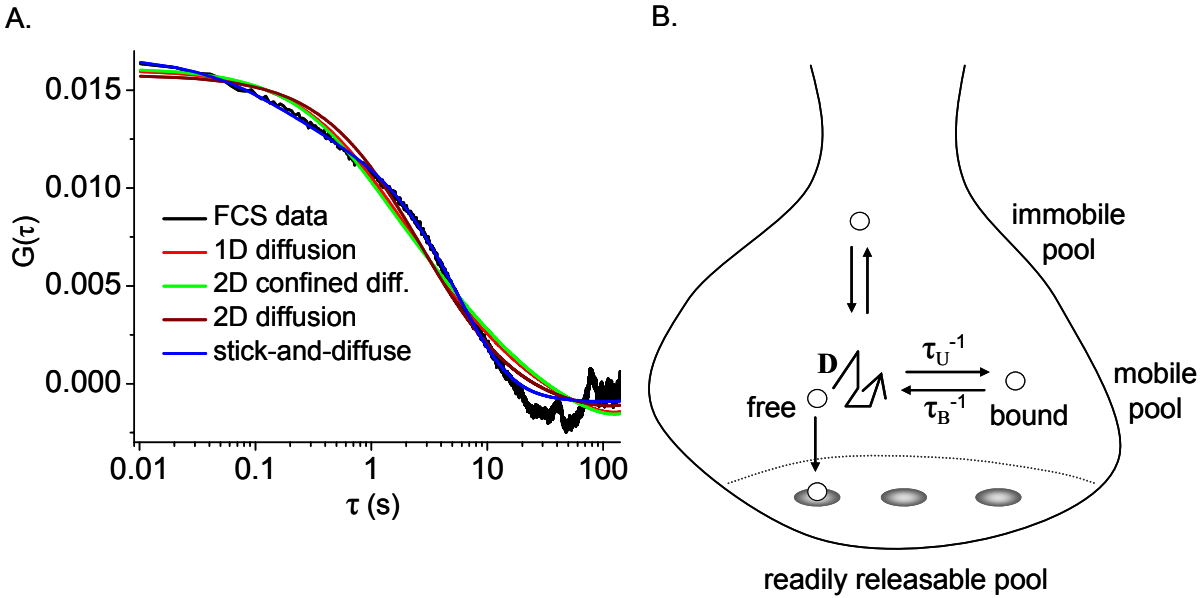 A.
G(τ)
0.015
0.010
0.005
0.000
FCS data
1D diffusion
2D confined diff.
2D diffusion
stick-and-diffuse
0.01
0.1
1
10
100
τ (s)
B.
immobile
pool
D
τU-1
τB-1
free
bound
mobile
pool
readily releasable pool